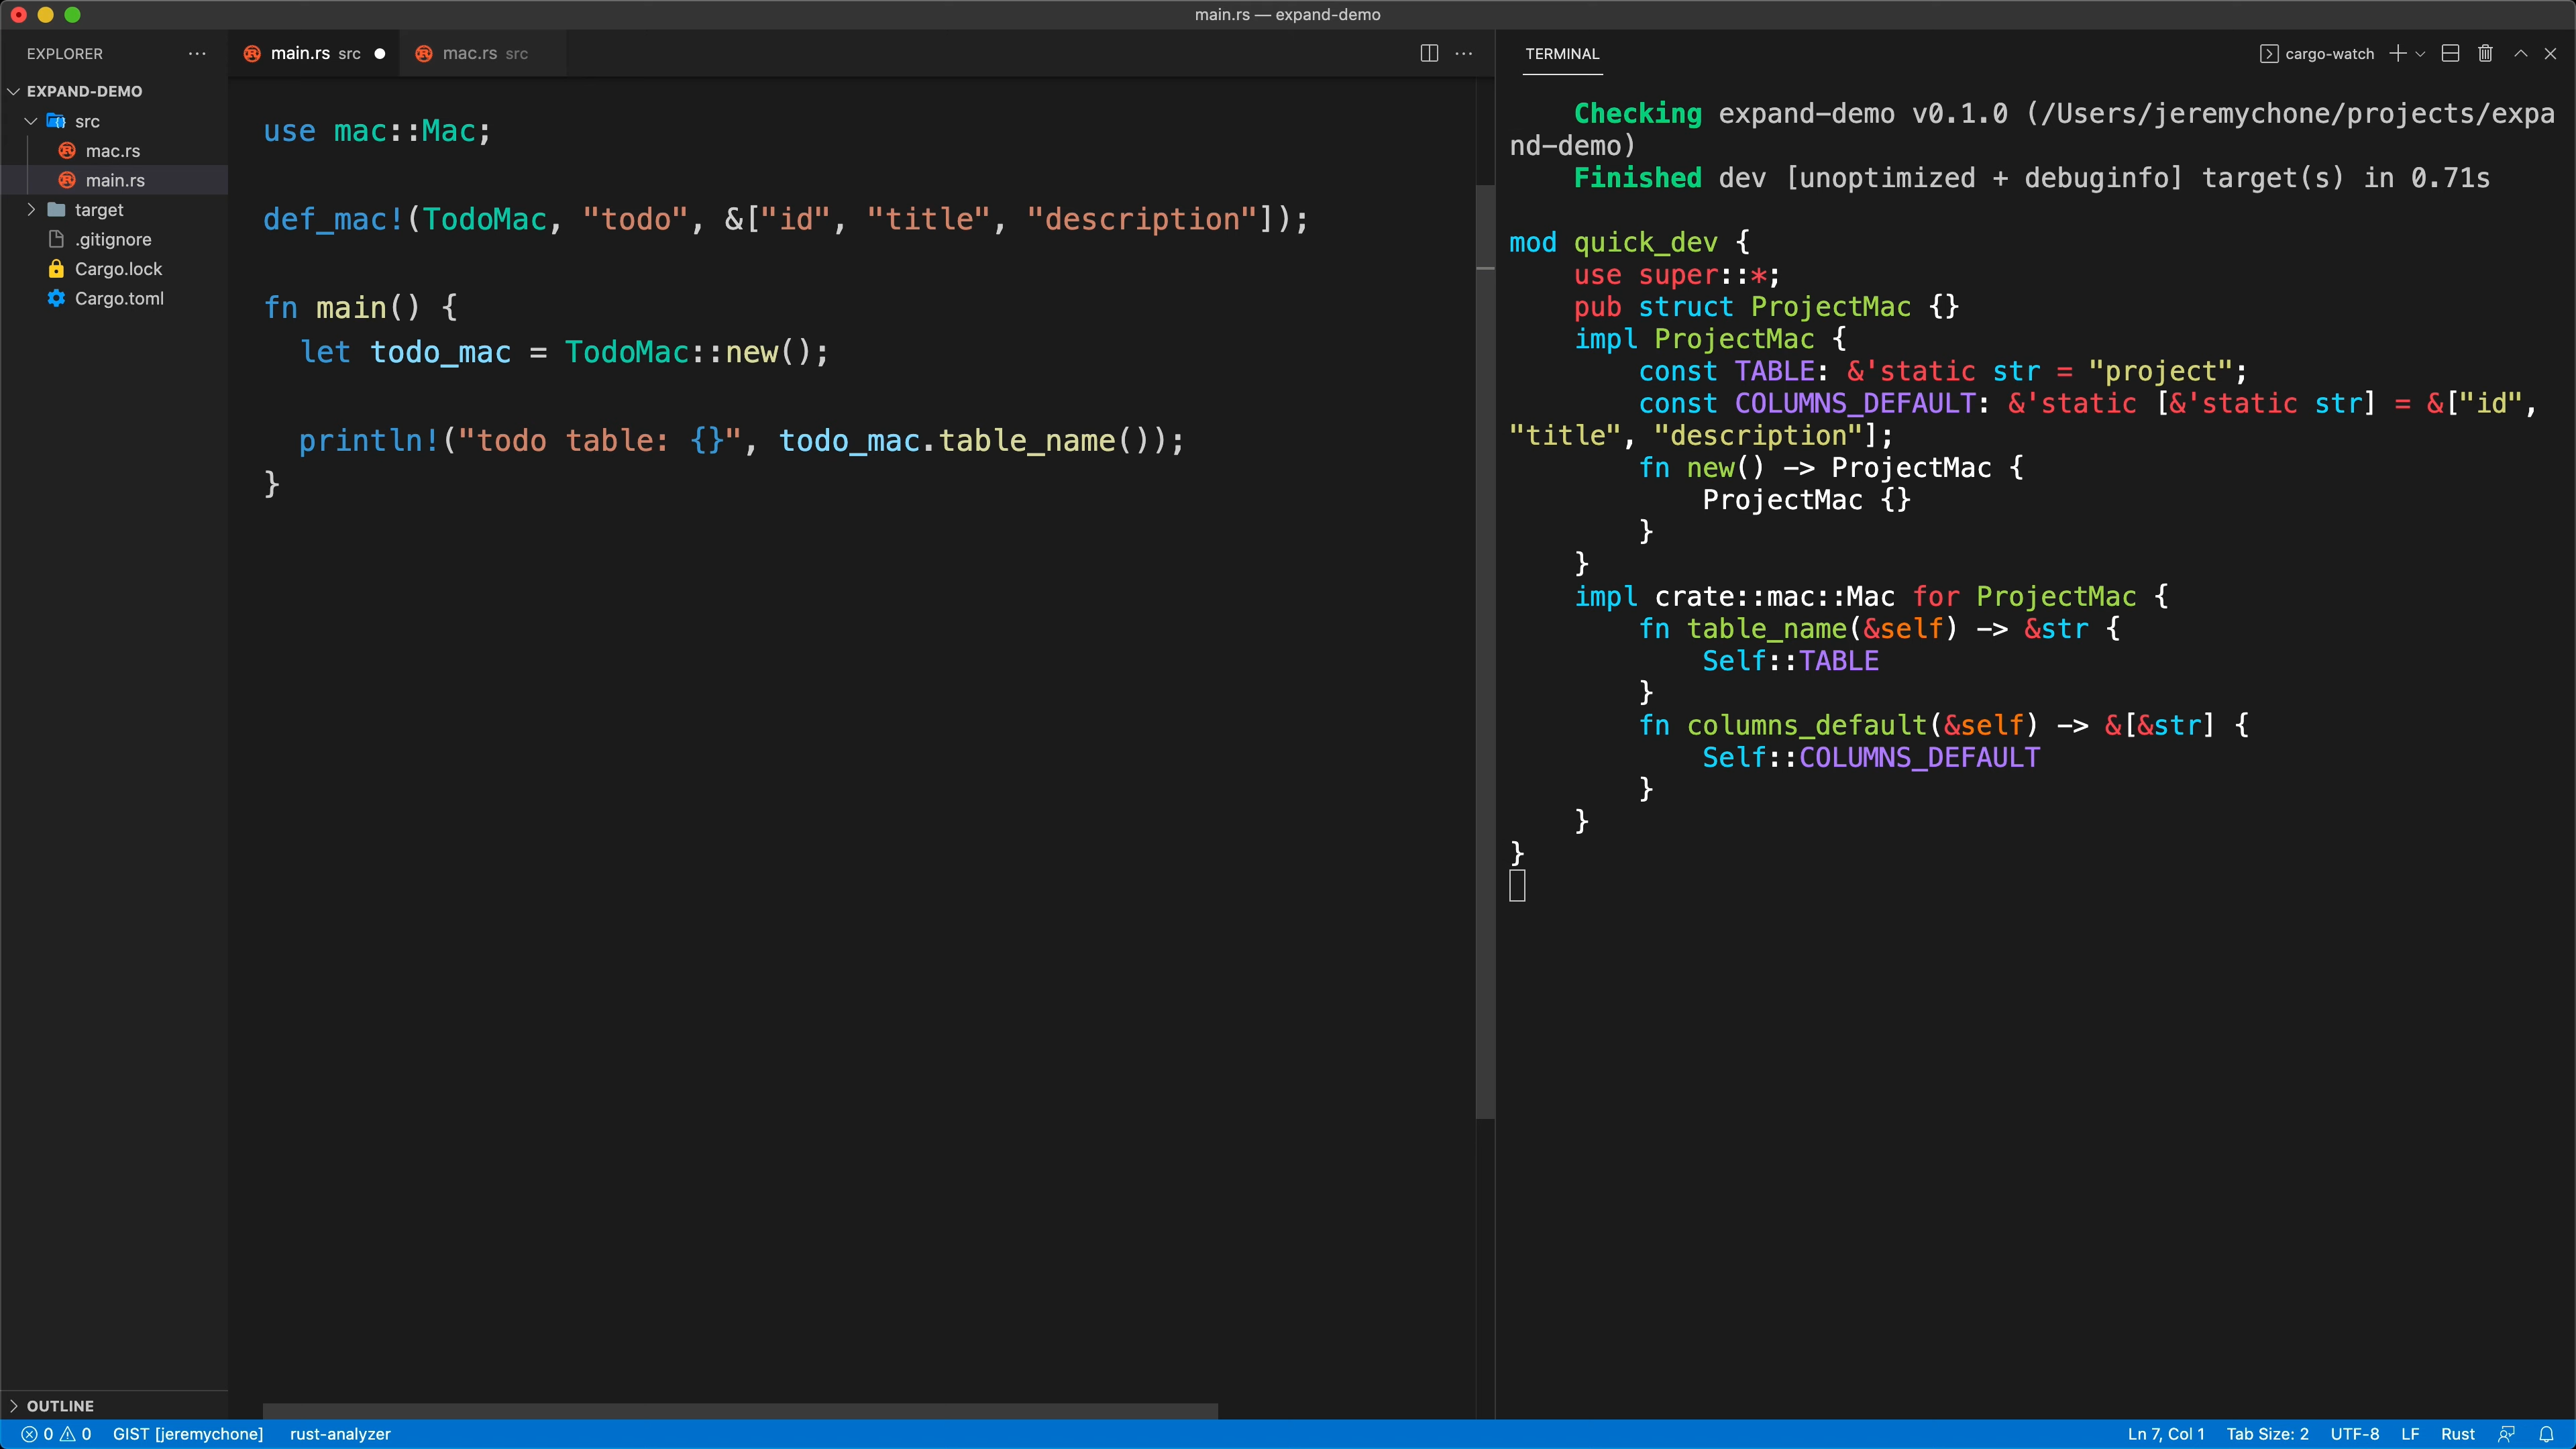 main.rs — expand-demo
EXPLORER
EXPAND-DEMO
src
mac.rs
main.rs
target
.gitignore
Cargo.lock
Cargo.toml
OUTLINE
main.rs src
mac.rs src
use mac::Mac;
def_mac!(TodoMac, "todo", &["id", "title", "description"]);
fn main() {
let todo_mac = TodoMac::new();
println!("todo table: {}", todo_mac.table_name());
}
TERMINAL
cargo-watch
Checking expand-demo v0.1.0 (/Users/jeremychone/projects/expa
nd-demo)
Finished dev [unoptimized + debuginfo] target(s) in 0.71s
mod quick_dev {
use super::*;
pub struct ProjectMac {}
impl ProjectMac {
const TABLE: &'static str = "project";
const COLUMNS_DEFAULT: &'static [&'static str] = &["id",
"title", "description"];
fn new() -> ProjectMac {
ProjectMac {}
}
}
impl crate::mac::Mac for ProjectMac {
fn table_name(&self) -> &str {
Self::TABLE
}
fn columns_default(&self) -> &[&str] {
Self::COLUMNS_DEFAULT
}
}
}
0 0 GIST [jeremychone] rust-analyzer
Ln 7, Col 1 Tab Size: 2 UTF-8 LF Rust